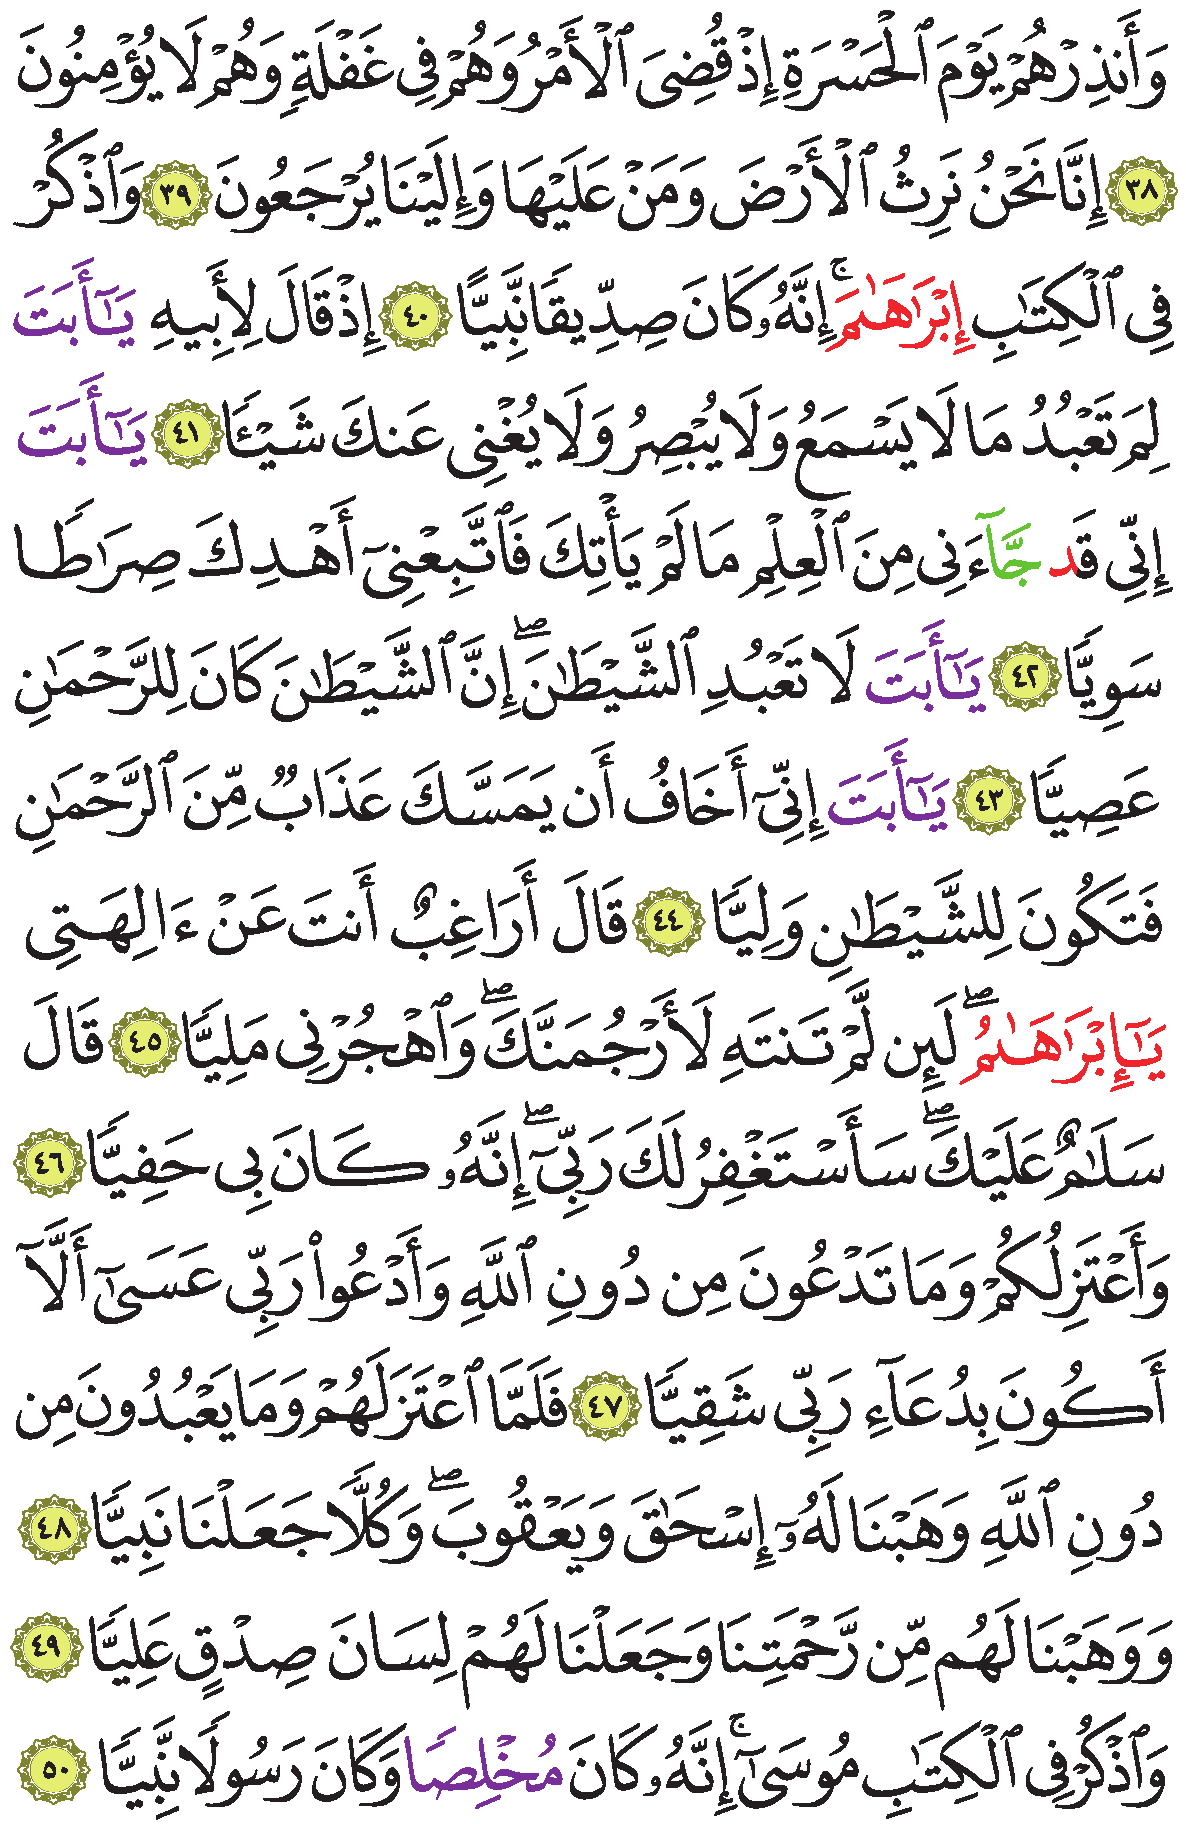 وَأَنذِرْهُمْ يَوْمَ ٱلْحَسْرَةِ إِذْ قُضِىَ ٱلْأَمْرُ وَهُمْ فِى غَفْلَةٍ وَهُمْ لَا يُؤْمِنُونَ
٣٨ إِنَّا نَحْنُ نَرِثُ ٱلْأَرْضَ وَمَنْ عَلَيْهَا وَإِلَيْنَا يُرْجَعُونَ ٣٩ وَٱذْكُرْ
فِى ٱلْكِتَـٰبِ إِبْرَاهَـٰمَ ۚ إِنَّهُۥ كَانَ صِدِّيقًا نَّبِيًّا ٤٠ إِذْ قَالَ لِأَبِيهِ يَـٰٓأَبَتَ
لِمَ تَعْبُدُ مَا لَا يَسْمَعُ وَلَا يُبْصِرُ وَلَا يُغْنِى عَنكَ شَيْـًٔا ٤١ يَـٰٓأَبَتَ
إِنِّى قَد جَّآءَنِى مِنَ ٱلْعِلْمِ مَا لَمْ يَأْتِكَ فَٱتَّبِعْنِىٓ أَهْدِكَ صِرَٰطًا
سَوِيًّا ٤٢ يَـٰٓأَبَتَ لَا تَعْبُدِ ٱلشَّيْطَـٰنَ ۖ إِنَّ ٱلشَّيْطَـٰنَ كَانَ لِلرَّحْمَـٰنِ
عَصِيًّا ٤٣ يَـٰٓأَبَتَ إِنِّىٓ أَخَافُ أَن يَمَسَّكَ عَذَابٌ مِّنَ ٱلرَّحْمَـٰنِ
فَتَكُونَ لِلشَّيْطَـٰنِ وَلِيًّا ٤٤ قَالَ أَرَاغِبٌ أَنتَ عَنْ ءَالِهَتِى
يَـٰٓإِبْرَاهَـٰمُ ۖ لَئِن لَّمْ تَنتَهِ لَأَرْجُمَنَّكَ ۖ وَٱهْجُرْنِى مَلِيًّا ٤٥ قَالَ
سَلَـٰمٌ عَلَيْكَ ۖ سَأَسْتَغْفِرُ لَكَ رَبِّىٓ ۖ إِنَّهُۥ كَانَ بِى حَفِيًّا ٤٦
وَأَعْتَزِلُكُمْ وَمَا تَدْعُونَ مِن دُونِ ٱللَّهِ وَأَدْعُوا۟ رَبِّى عَسَىٰٓ أَلَّآ
أَكُونَ بِدُعَآءِ رَبِّى شَقِيًّا ٤٧ فَلَمَّا ٱعْتَزَلَهُمْ وَمَا يَعْبُدُونَ مِن
دُونِ ٱللَّهِ وَهَبْنَا لَهُۥٓ إِسْحَـٰقَ وَيَعْقُوبَ ۖ وَكُلًّا جَعَلْنَا نَبِيًّا ٤٨
وَوَهَبْنَا لَهُم مِّن رَّحْمَتِنَا وَجَعَلْنَا لَهُمْ لِسَانَ صِدْقٍ عَلِيًّا ٤٩
وَٱذْكُرْ فِى ٱلْكِتَـٰبِ مُوسَىٰٓ ۚ إِنَّهُۥ كَانَ مُخْلِصًا وَكَانَ رَسُولًا نَّبِيًّا ٥٠